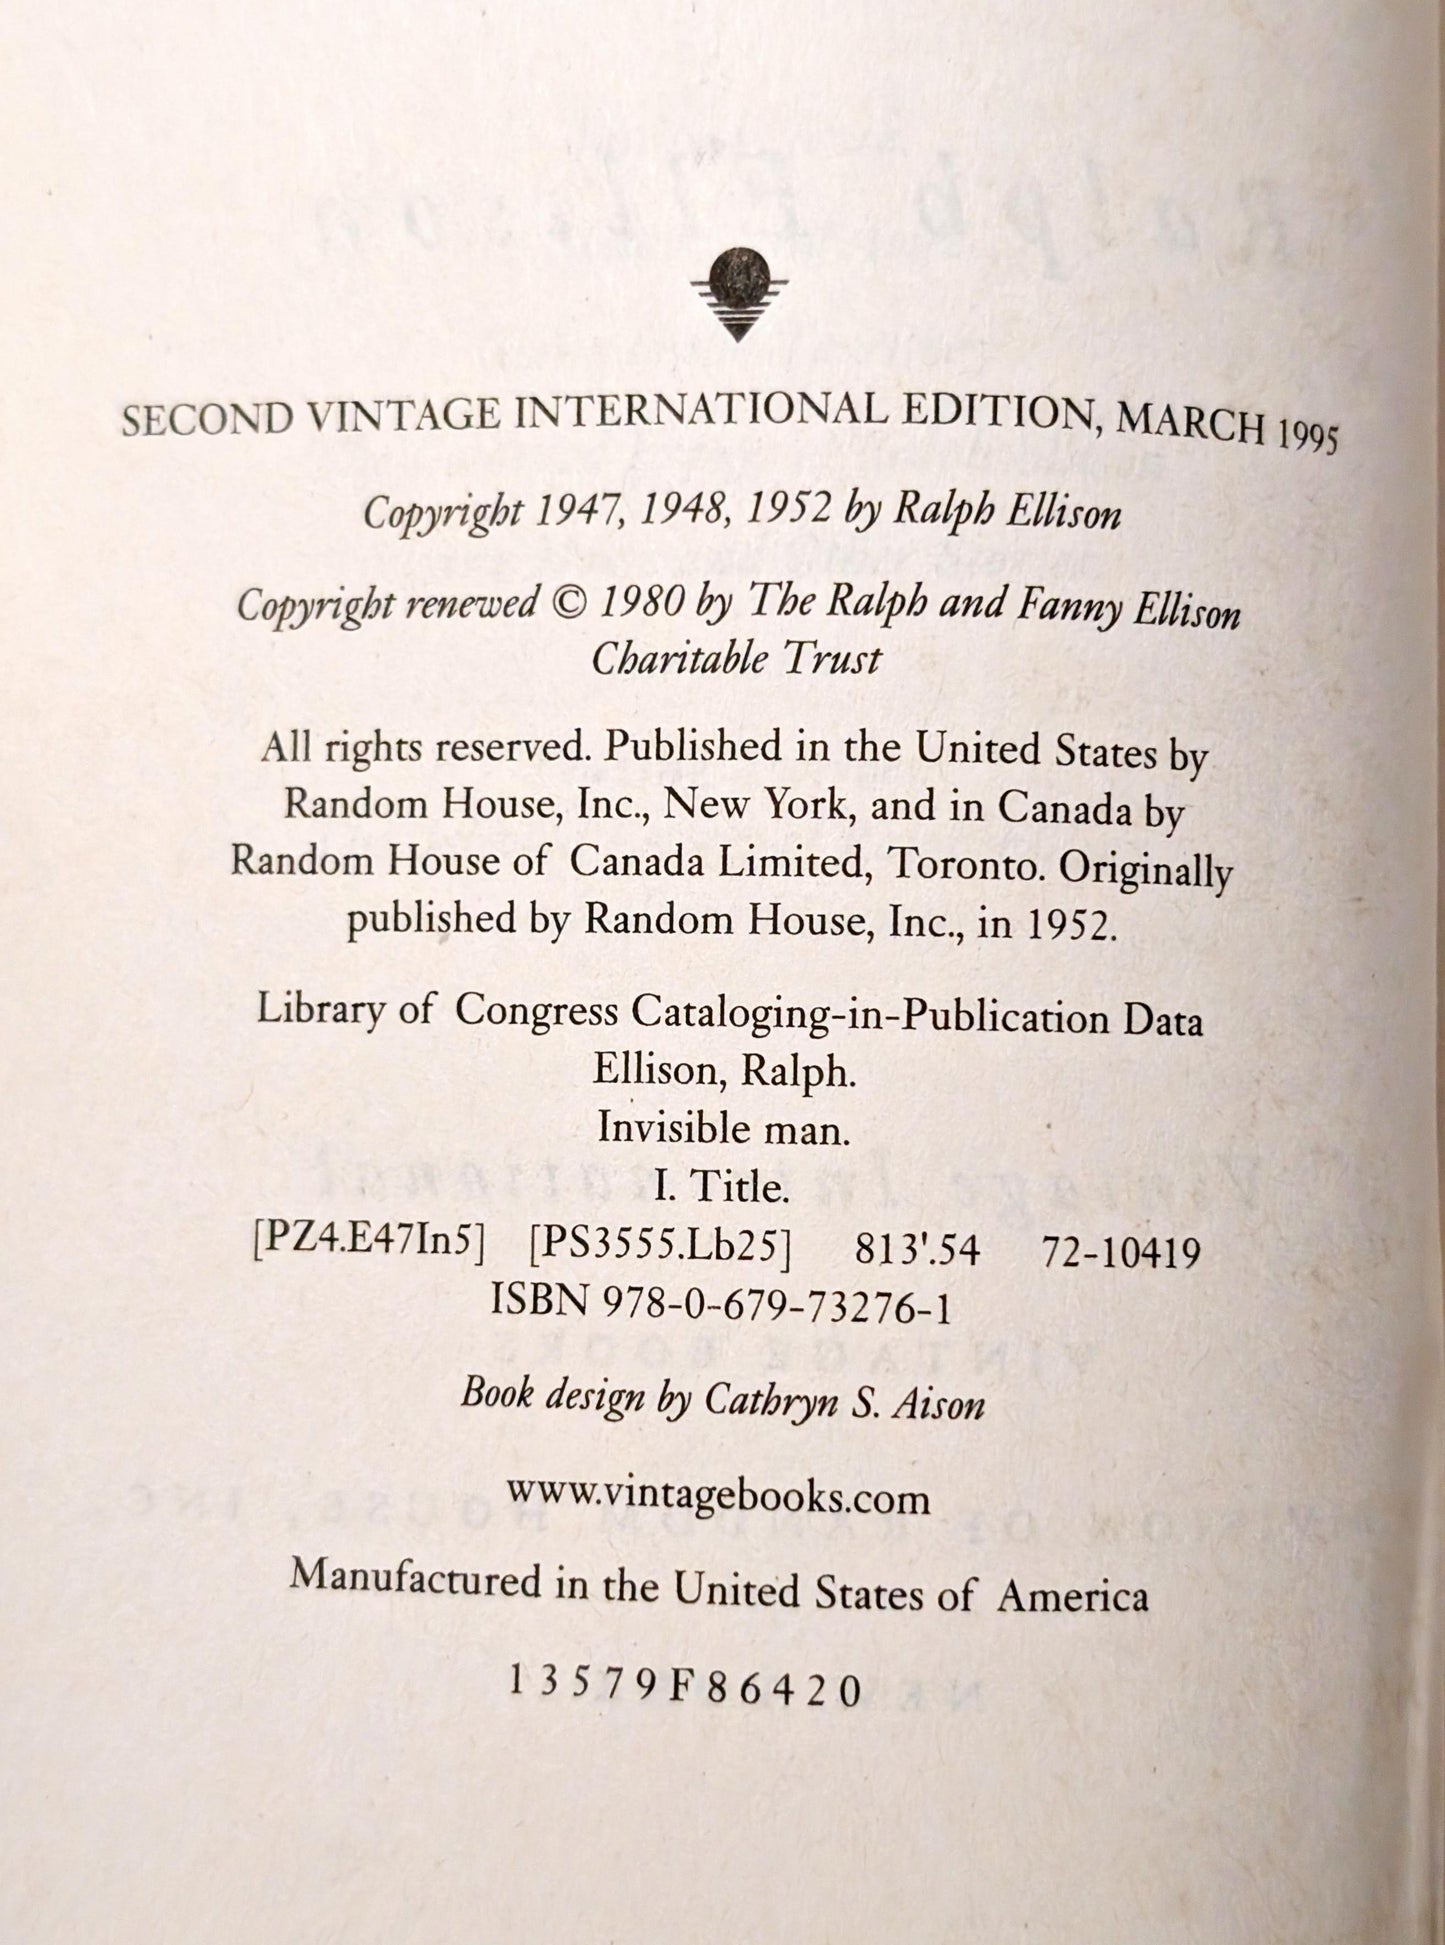 SECOND VINTAGE INTERNATIONAL EDITION, MARCH 1995
Copyright 1947, 1948, 1952 by Ralph Ellison
Copyright renewed © 1980 by The Ralph and Fanny Ellison
Charitable Trust
All rights reserved. Published in the United States by
Random House, Inc., New York, and in Canada by
Random House of Canada Limited, Toronto. Originally
published by Random House, Inc., in 1952.
Library of Congress Cataloging-in-Publication Data
Ellison, Ralph.
Invisible man.
I. Title.
[PZ4.E47In5] [PS3555.Lb25] 813'.54 72-10419
ISBN 978-0-679-73276-1
Book design by Cathryn S. Aison
www.vintagebooks.com
Manufactured in the United States of America
1 3 5 7 9 F 8 6 4 2 0